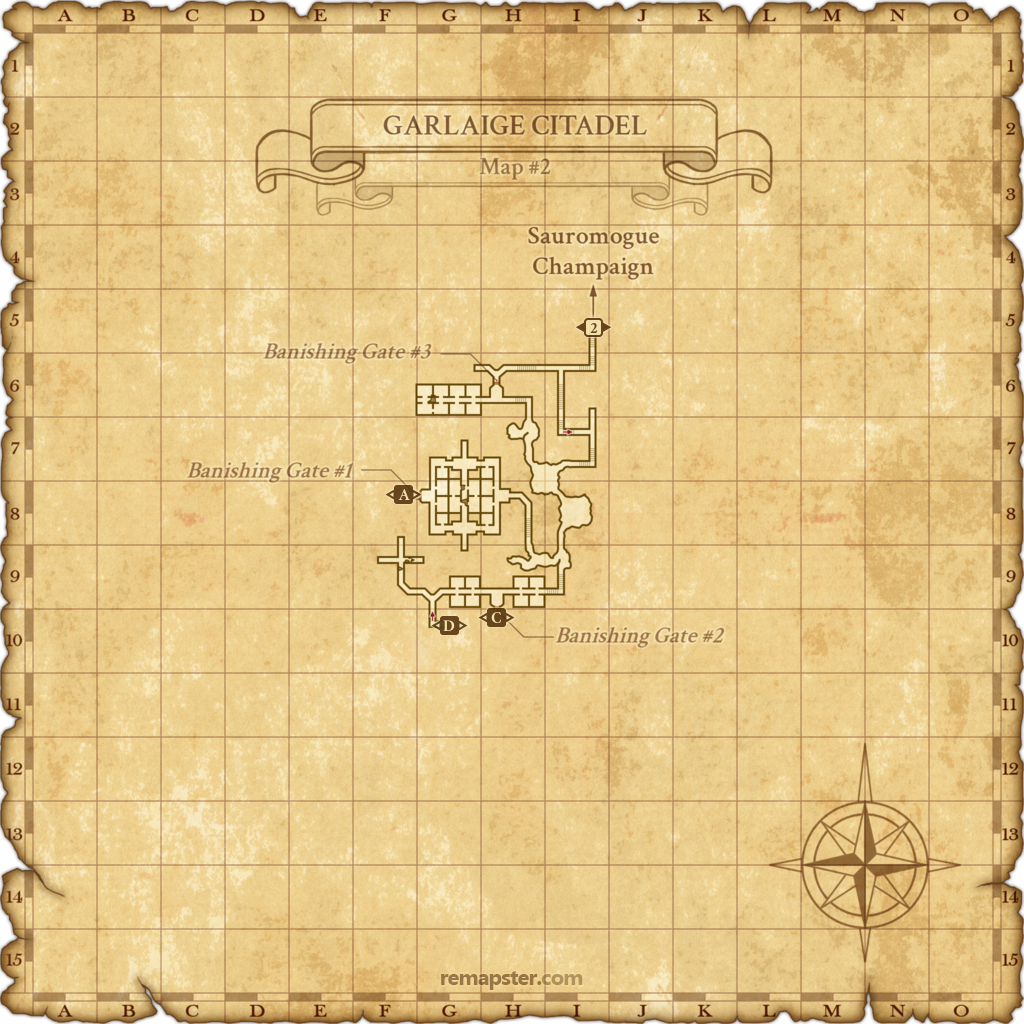 A B C D E F G H I J K L M N O
1 1
2 2
GARLAIGE CITADEL
Map #2
3 3
Sauromogue
Champaign
4 4
5 5
2
Banishing Gate #3
6 6
7 7
Banishing Gate #1
A
8 8
9 9
C
D
Banishing Gate #2
10 10
11 11
12 12
13 13
14 14
15 15
remapster.com
A B C D E F G H I J K L M N O